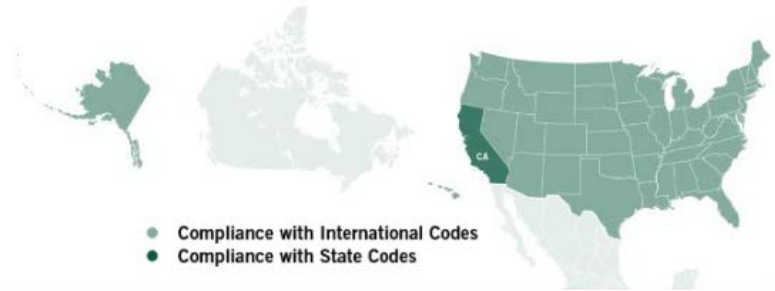 CA
Compliance with International Codes
Compliance with State Codes